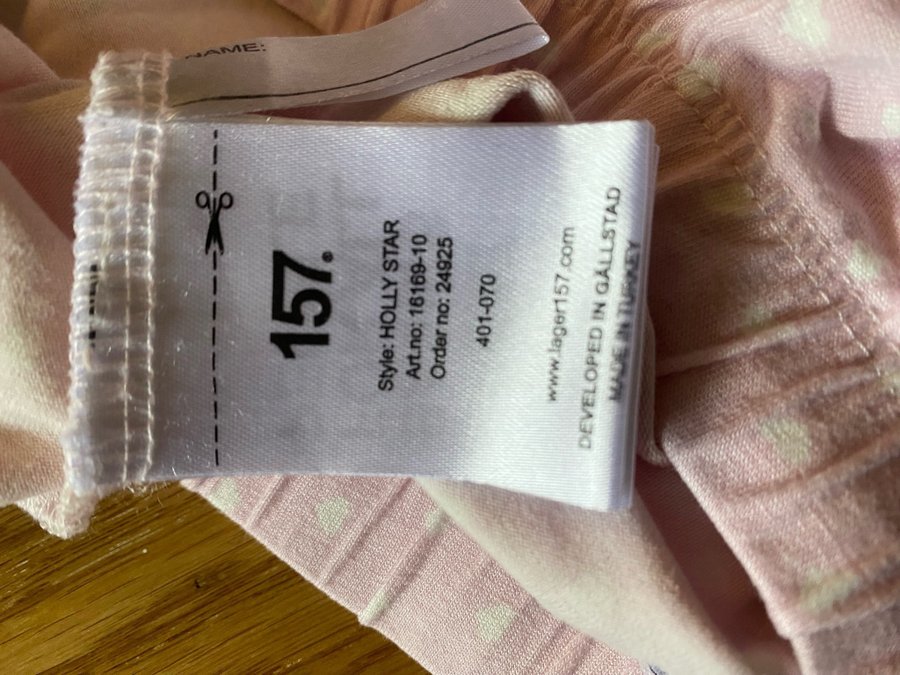 NAME:
157®
Style: HOLLY STAR
Art.no: 16169-10
Order no: 24925
401-070
www.lager157.com
DEVELOPED IN GÄLLSTAD
MADE IN TURKEY